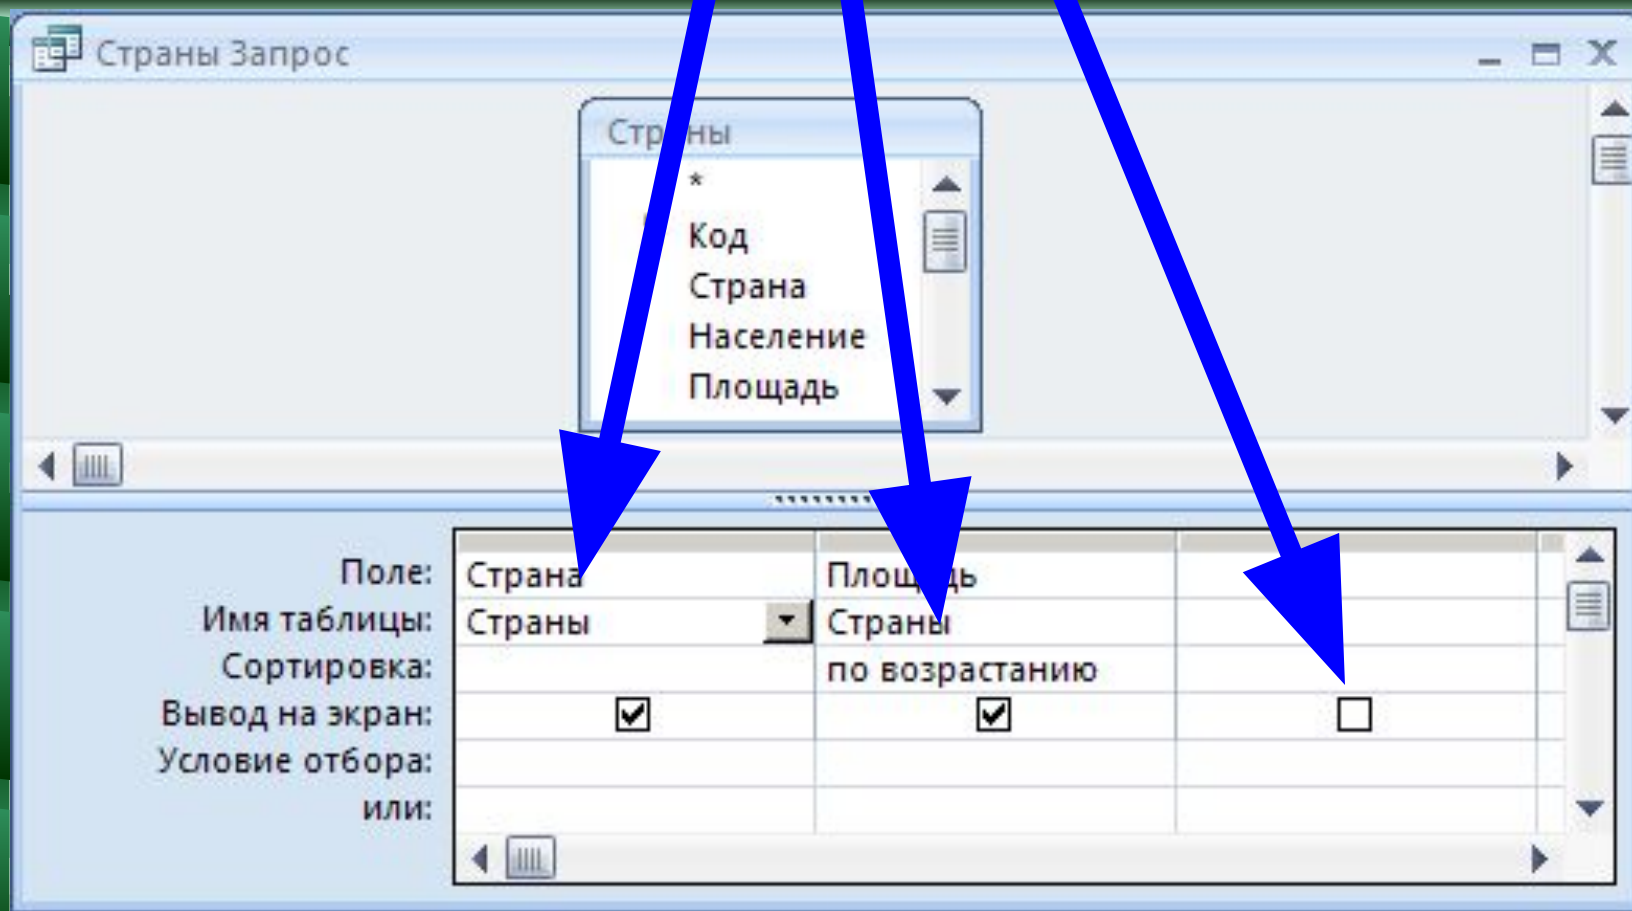 Страны Запрос
Страны
*
Код
Страна
Население
Площадь
Поле: Страна Площадь
Имя таблицы: Страны Страны
Сортировка: по возрастанию
Вывод на экран:
Условие отбора:
или: